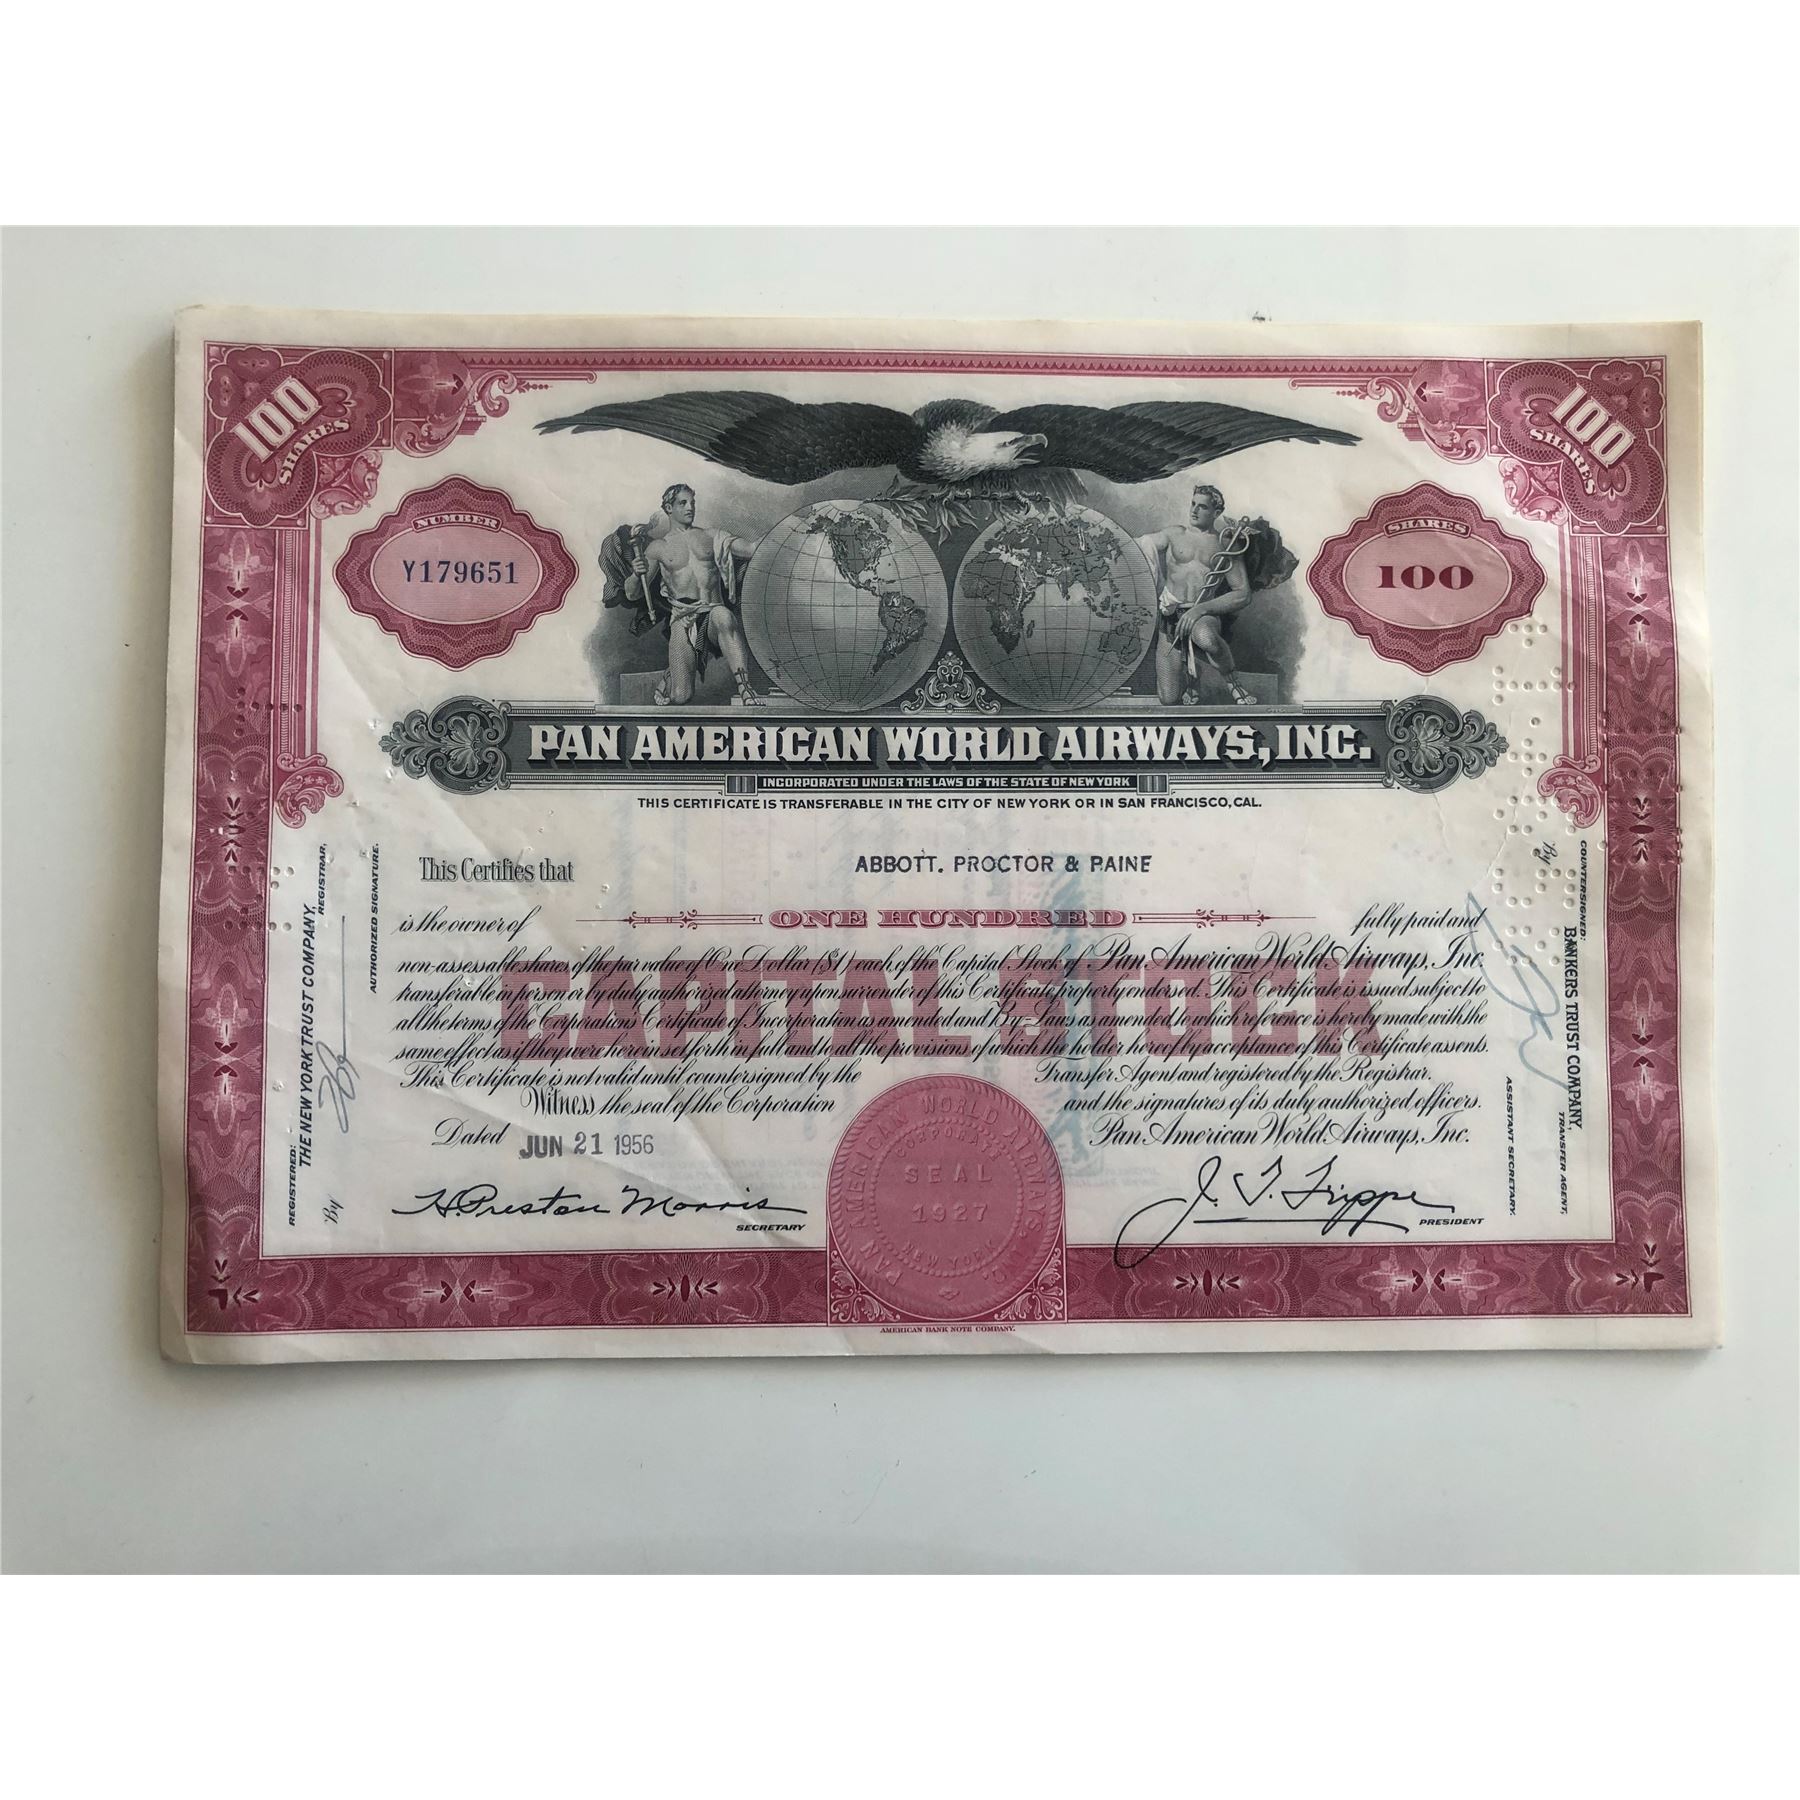 100 SHARES
100 SHARES
NUMBER
Y179651
SHARES
100
PAN AMERICAN WORLD AIRWAYS, INC.
INCORPORATED UNDER THE LAWS OF THE STATE OF NEW YORK
THIS CERTIFICATE IS TRANSFERABLE IN THE CITY OF NEW YORK OR IN SAN FRANCISCO, CAL.
This Certifies that ABBOTT. PROCTOR & PAINE
is the owner of ONE HUNDRED fully paid and
non-assessable shares of the par value of One Dollar ($1) each, of the Capital Stock of Pan American World Airways, Inc.
transferable in person or by duly authorized attorney upon surrender of this Certificate properly endorsed. This Certificate is issued subject to
all the terms of the Corporation's Certificate of Incorporation as amended and By-Laws as amended, to which reference is hereby made with the
same effect as if they were herein set forth in full and to all the provisions of which the holder hereof by acceptance of this Certificate assents.
This Certificate is not valid until countersigned by the Transfer Agent and registered by the Registrar.
Witness the seal of the Corporation and the signatures of its duly authorized officers.
Dated JUN 21 1956 Pan American World Airways, Inc.
CAPITAL STOCK
H. Preston Morris
SECRETARY
J. T. Trippe
PRESIDENT
PAN AMERICAN WORLD AIRWAYS, INC.
CORPORATE
SEAL
1927
NEW YORK
AMERICAN BANK NOTE COMPANY.
REGISTERED:
THE NEW YORK TRUST COMPANY,
REGISTRAR,
By
AUTHORIZED SIGNATURE.
COUNTERSIGNED:
BANKERS TRUST COMPANY,
TRANSFER AGENT,
By
ASSISTANT SECRETARY.